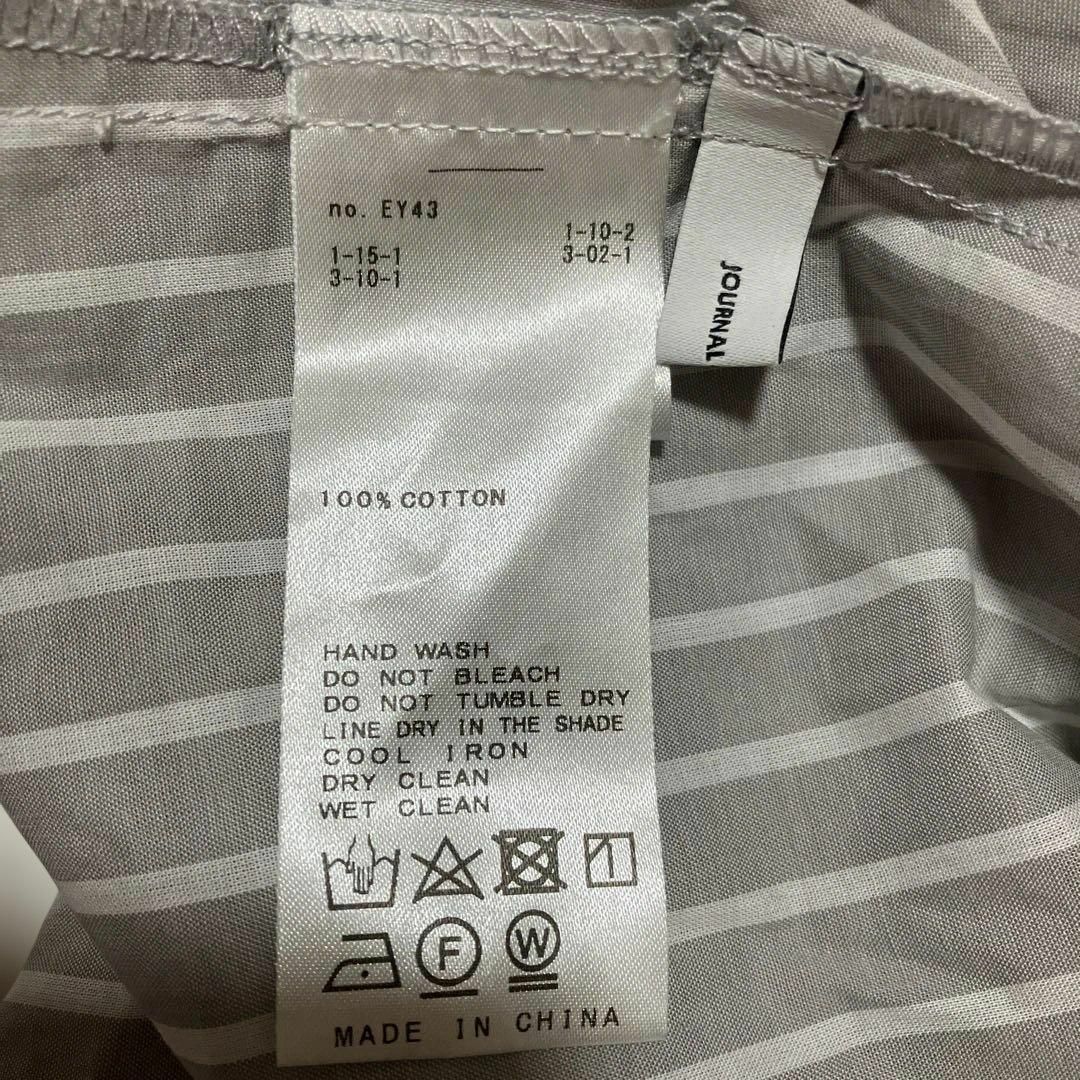 no. EY43
1-15-1
3-10-1
1-10-2
3-02-1
JOURNAL
100% COTTON
HAND WASH
DO NOT BLEACH
DO NOT TUMBLE DRY
LINE DRY IN THE SHADE
COOL IRON
DRY CLEAN
WET CLEAN
F
W
MADE IN CHINA